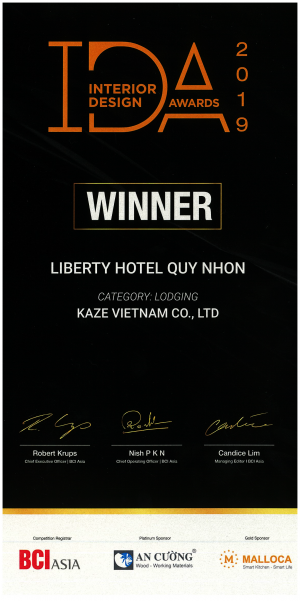 IDA
INTERIOR
DESIGN
AWARDS
2019
WINNER
LIBERTY HOTEL QUY NHON
CATEGORY: LODGING
KAZE VIETNAM CO., LTD
Robert Krups
Chief Executive Officer | BCI Asia
Nish P K N
Chief Operating Officer | BCI Asia
Candice Lim
Managing Editor | BCI Asia
Competition Registrar
Platinum Sponsor
Gold Sponsor
BCI ASIA
AN CƯỜNG®
Wood - Working Materials
M MALLOCA
Smart Kitchen - Smart Life